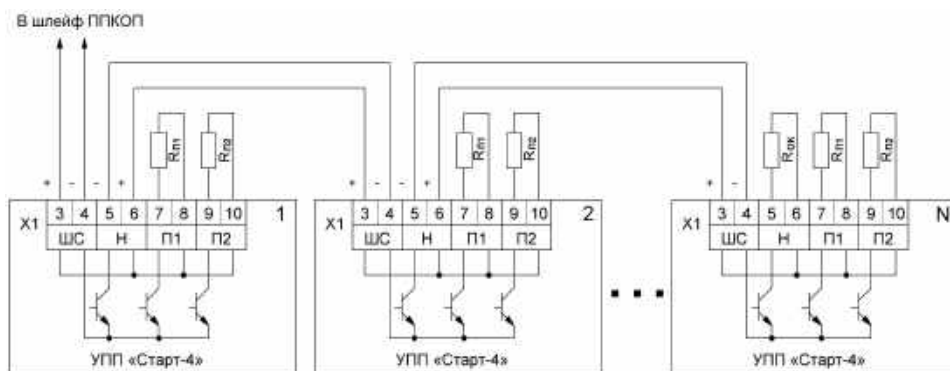 В шлейф ППКОП
Rп1 Rп2 Rп1 Rп2 Rок Rп1 Rп2
+ - - + + - - + + -
X1 3 4 5 6 7 8 9 10 1
ШС Н П1 П2
X1 3 4 5 6 7 8 9 10 2
ШС Н П1 П2
X1 3 4 5 6 7 8 9 10 N
ШС Н П1 П2
УПП «Старт-4» УПП «Старт-4» УПП «Старт-4»